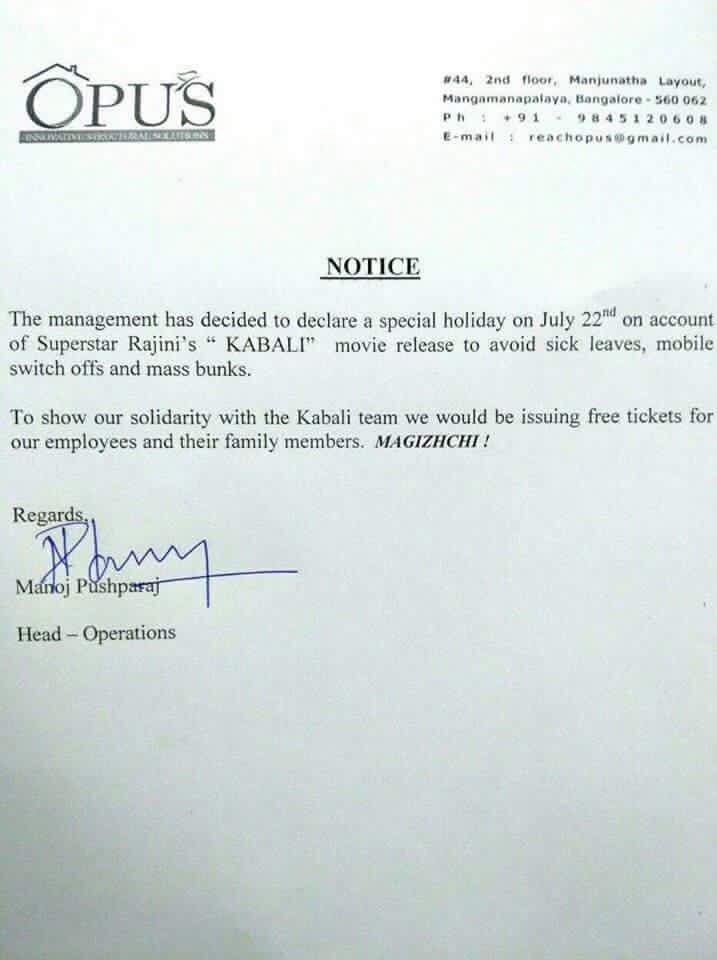 OPUS
INNOVATIVE STRUCTURAL SOLUTIONS
#44, 2nd floor, Manjunatha Layout,
Mangamanapalaya, Bangalore - 560 062
Ph : +91 - 9845120608
E-mail : reachopus@gmail.com
NOTICE
The management has decided to declare a special holiday on July 22nd on account
of Superstar Rajini's “ KABALI” movie release to avoid sick leaves, mobile
switch offs and mass bunks.
To show our solidarity with the Kabali team we would be issuing free tickets for
our employees and their family members. MAGIZHCHI !
Regards,
Manoj Pushparaj
Head – Operations